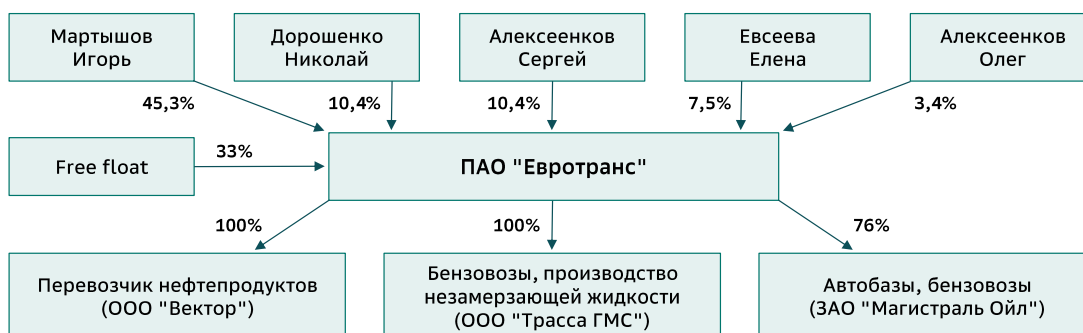 Мартышов
Игорь
Дорошенко
Николай
Алексеенков
Сергей
Евсеева
Елена
Алексеенков
Олег
45,3%
10,4%
10,4%
7,5%
3,4%
Free float
33%
ПАО "Евротранс"
100%
100%
76%
Перевозчик нефтепродуктов
(ООО "Вектор")
Бензовозы, производство
незамерзающей жидкости
(ООО "Трасса ГМС")
Автобазы, бензовозы
(ЗАО "Магистраль Ойл")